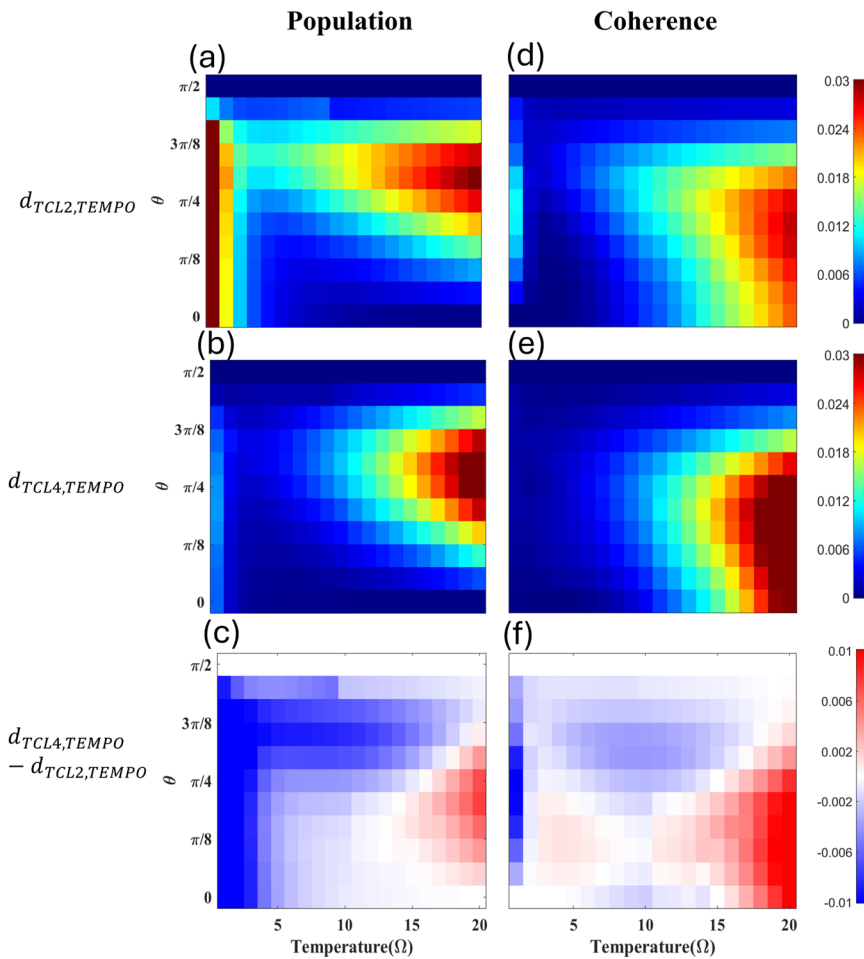 Population Coherence
(a) (d)
π/2
3π/8
π/4
π/8
0
θ
d_{TCL2,TEMPO}
0.03
0.024
0.018
0.012
0.006
0
(b) (e)
π/2
3π/8
π/4
π/8
0
θ
d_{TCL4,TEMPO}
0.03
0.024
0.018
0.012
0.006
0
(c) (f)
π/2
3π/8
π/4
π/8
0
θ
d_{TCL4,TEMPO}
− d_{TCL2,TEMPO}
0.01
0.006
0.002
-0.002
-0.006
-0.01
5 10 15 20 5 10 15 20
Temperature(Ω) Temperature(Ω)